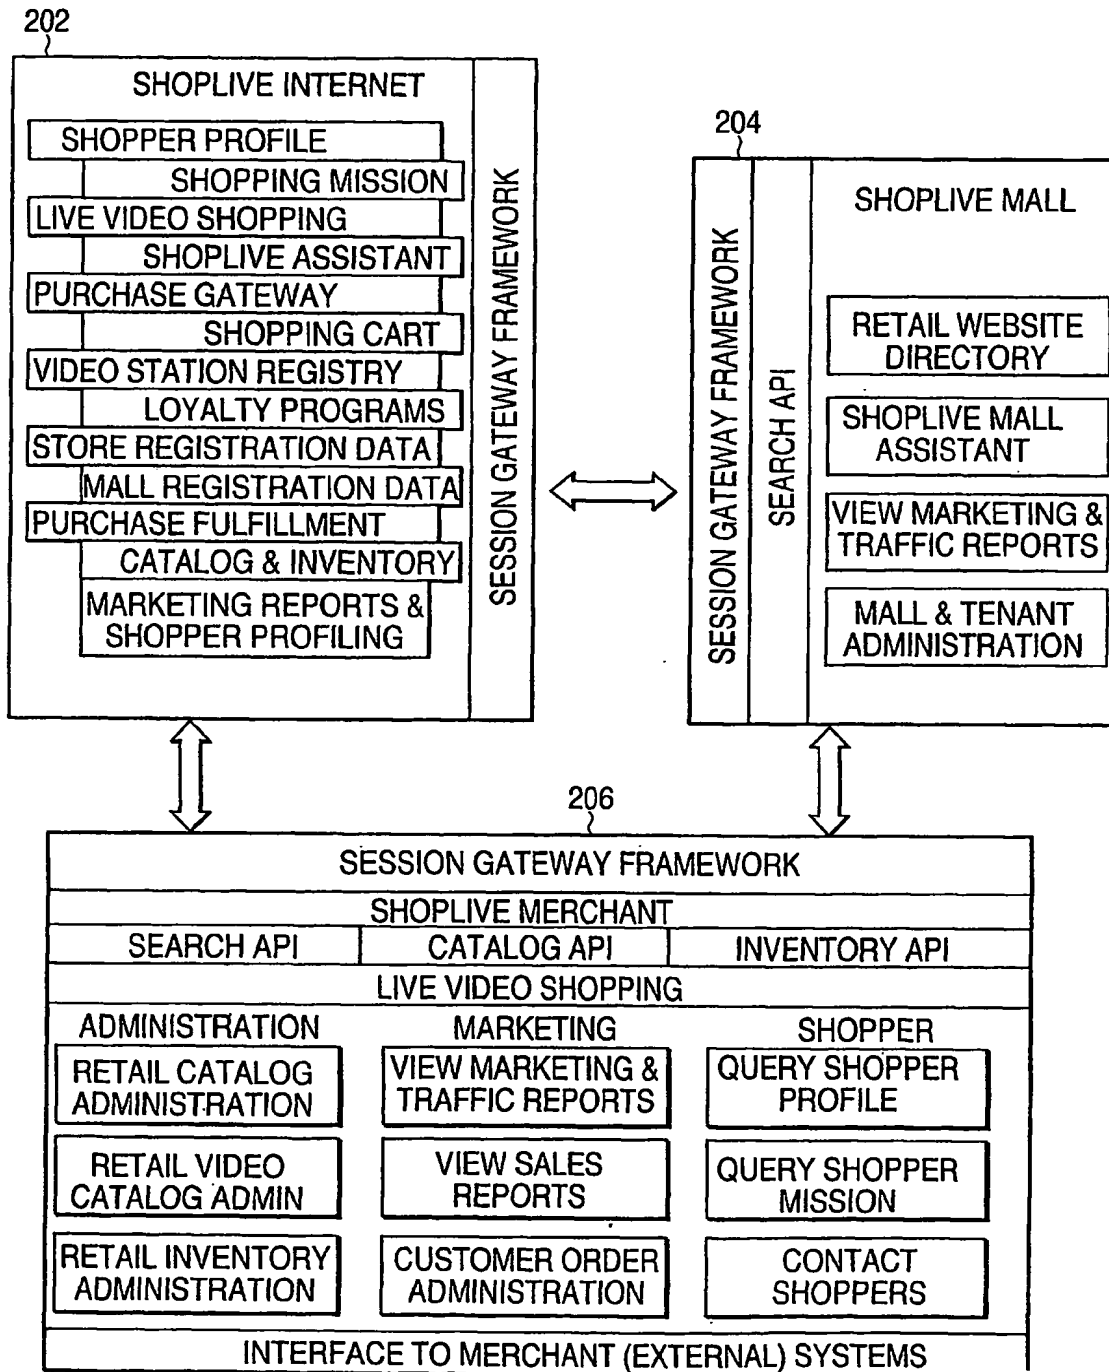 202
SHOPLIVE INTERNET
SHOPPER PROFILE
SHOPPING MISSION
LIVE VIDEO SHOPPING
SHOPLIVE ASSISTANT
PURCHASE GATEWAY
SHOPPING CART
VIDEO STATION REGISTRY
LOYALTY PROGRAMS
STORE REGISTRATION DATA
MALL REGISTRATION DATA
PURCHASE FULFILLMENT
CATALOG & INVENTORY
MARKETING REPORTS &
SHOPPER PROFILING
SESSION GATEWAY FRAMEWORK
204
SESSION GATEWAY FRAMEWORK
SEARCH API
SHOPLIVE MALL
RETAIL WEBSITE
DIRECTORY
SHOPLIVE MALL
ASSISTANT
VIEW MARKETING &
TRAFFIC REPORTS
MALL & TENANT
ADMINISTRATION
206
SESSION GATEWAY FRAMEWORK
SHOPLIVE MERCHANT
SEARCH API
CATALOG API
INVENTORY API
LIVE VIDEO SHOPPING
ADMINISTRATION
RETAIL CATALOG
ADMINISTRATION
RETAIL VIDEO
CATALOG ADMIN
RETAIL INVENTORY
ADMINISTRATION
MARKETING
VIEW MARKETING &
TRAFFIC REPORTS
VIEW SALES
REPORTS
CUSTOMER ORDER
ADMINISTRATION
SHOPPER
QUERY SHOPPER
PROFILE
QUERY SHOPPER
MISSION
CONTACT
SHOPPERS
INTERFACE TO MERCHANT (EXTERNAL) SYSTEMS